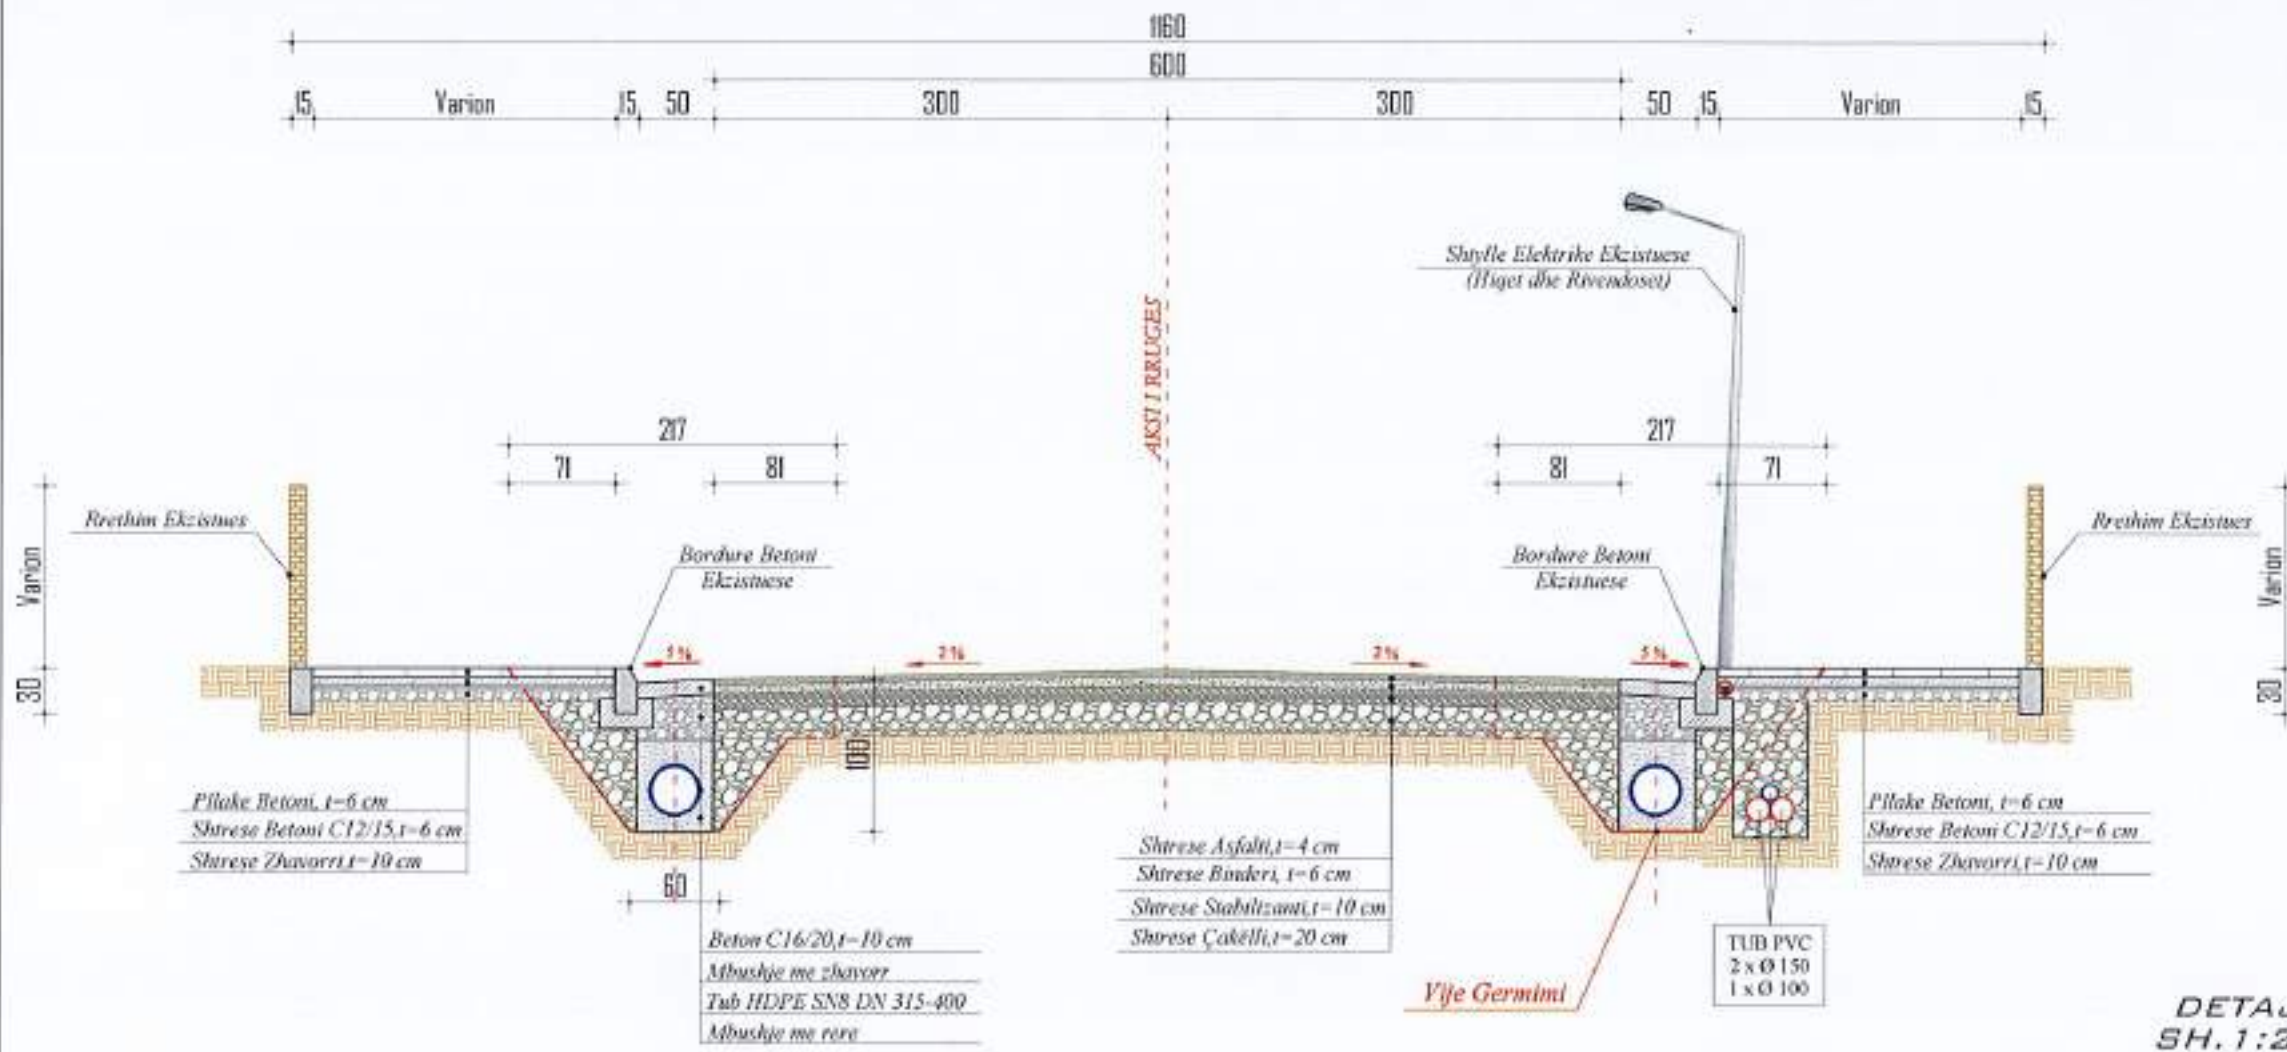 1160
600
15 Varion 15 50 300 300 50 15 Varion 15
Shtylle Elektrike Ekzistuese
(Hiqet dhe Rivendoset)
AKSI I RRUGES
217 217
71 81 81 71
Rrethim Ekzistues
Rrethim Ekzistues
Varion
Varion
Bordure Betoni
Ekzistuese
Bordure Betoni
Ekzistuese
2% 2% 5%
30
30
100
Pllake Betoni, t=6 cm
Shtrese Betoni C12/15,t=6 cm
Shtrese Zhavorri,t=10 cm
Pllake Betoni, t=6 cm
Shtrese Betoni C12/15,t=6 cm
Shtrese Zhavorri,t=10 cm
Shtrese Asfalti,t=4 cm
Shtrese Binderi, t=6 cm
Shtrese Stabilizanti,t=10 cm
Shtrese Çakëlli,t=20 cm
60
Beton C16/20,t=10 cm
Mbushje me zhavorr
Tub HDPE SN8 DN 315-400
Mbushje me rere
Vije Germimi
TUB PVC
2 x Ø 150
1 x Ø 100
SH.1:2